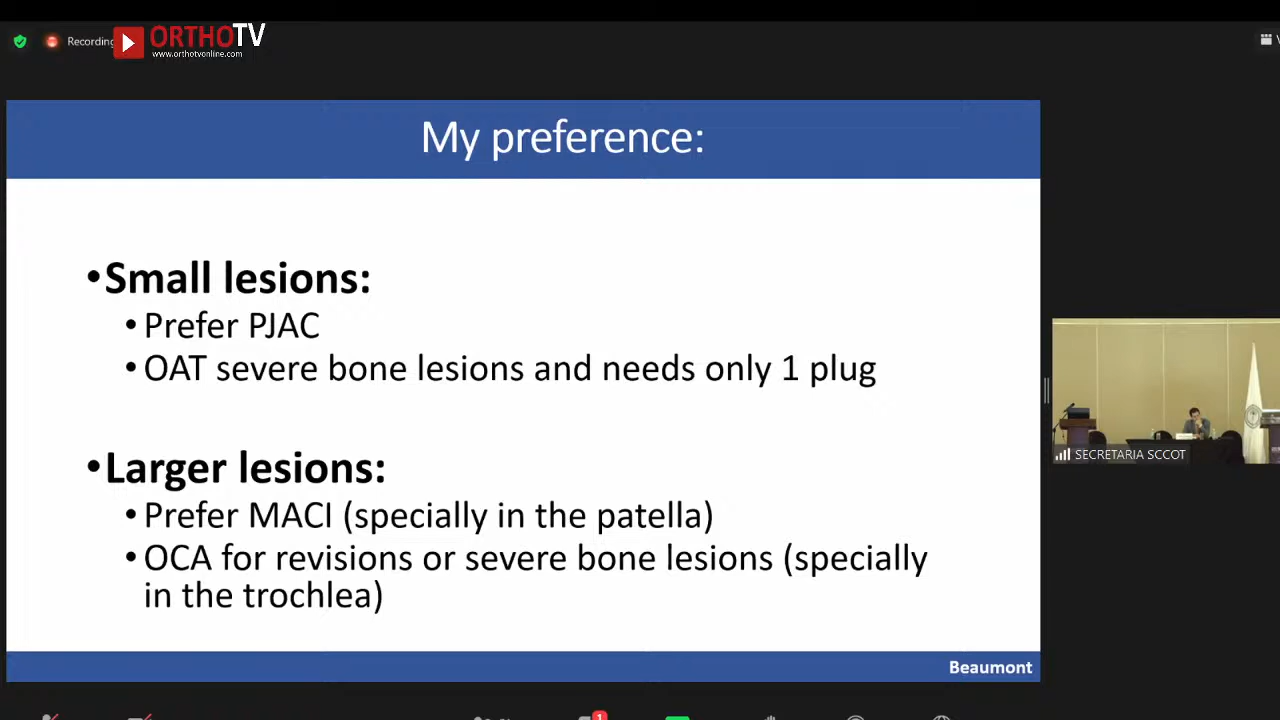 Recording
ORTHOTV
www.orthotvonline.com
My preference:
•Small lesions:
•Prefer PJAC
•OAT severe bone lesions and needs only 1 plug
•Larger lesions:
•Prefer MACI (specially in the patella)
•OCA for revisions or severe bone lesions (specially
in the trochlea)
SECRETARIA SCCOT
Beaumont
1